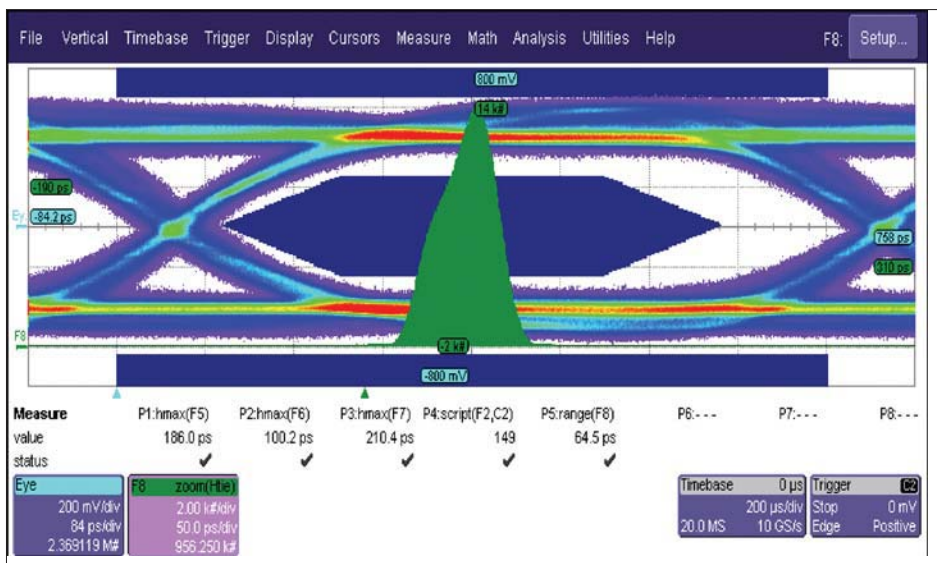 File Vertical Timebase Trigger Display Cursors Measure Math Analysis Utilities Help F8: Setup...
800 mV
14 k#
-190 ps
Ey -84.2 ps
758 ps
310 ps
F8
-2 k#
-800 mV
Measure P1:hmax(F5) P2:hmax(F6) P3:hmax(F7) P4:script(F2,C2) P5:range(F8) P6:- - - P7:- - - P8:- - -
value 186.0 ps 100.2 ps 210.4 ps 149 64.5 ps
status
Eye F8 zoom(Htie) Timebase 0 µs Trigger C2
200 mV/div 2.00 k#/div 200 µs/div Stop 0 mV
84 ps/div 50.0 ps/div 20.0 MS 10 GS/s Edge Positive
2.369119 M# 956.250 k#